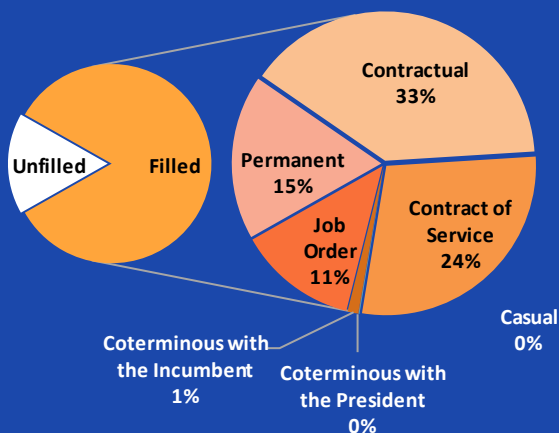 Unfilled
Filled
Contractual
33%
Permanent
15%
Contract of
Service
24%
Job
Order
11%
Casual
0%
Coterminous with
the Incumbent
1%
Coterminous with
the President
0%